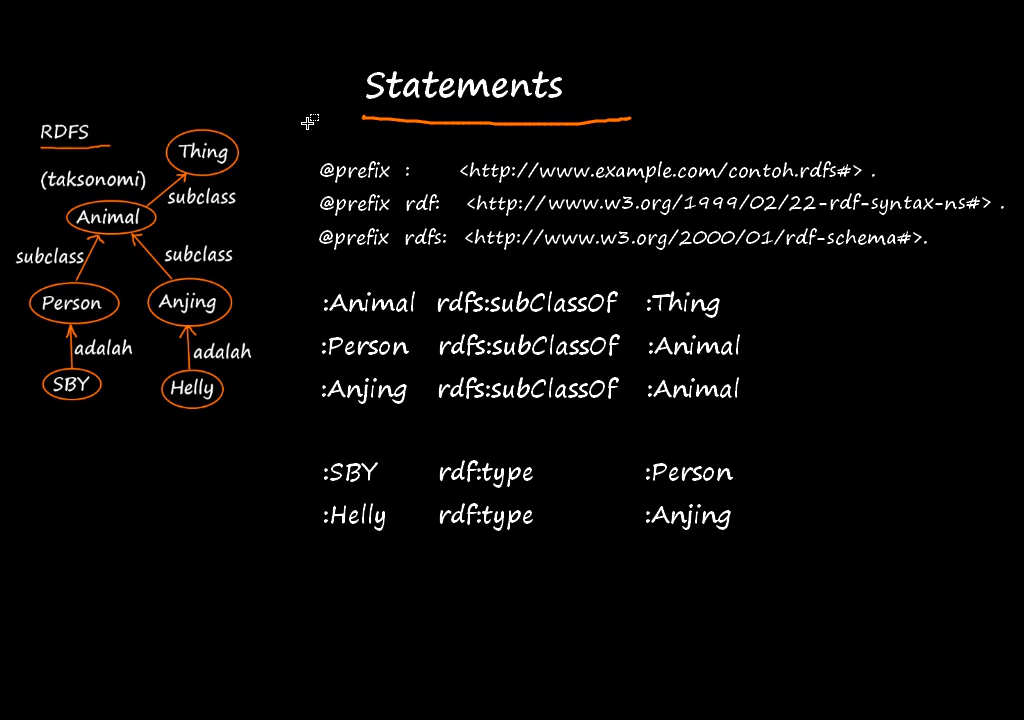 Statements
RDFS
(taksonomi)
Thing
subclass
Animal
subclass
subclass
Person
Anjing
adalah
adalah
SBY
Helly
@prefix : <http://www.example.com/contoh.rdfs#> .
@prefix rdf: <http://www.w3.org/1999/02/22-rdf-syntax-ns#> .
@prefix rdfs: <http://www.w3.org/2000/01/rdf-schema#>.
:Animal rdfs:subClassOf :Thing
:Person rdfs:subClassOf :Animal
:Anjing rdfs:subClassOf :Animal
:SBY rdf:type :Person
:Helly rdf:type :Anjing